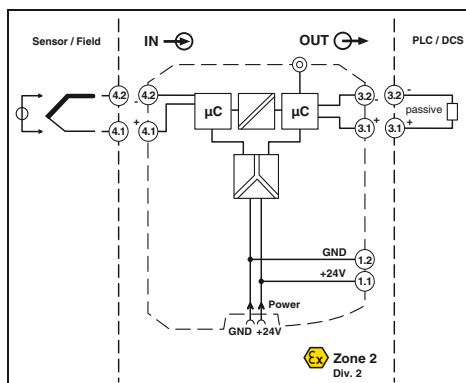 Sensor / Field
IN
OUT
PLC / DCS
4.2
4.2
-
µC
µC
3.2
-
3.2
-
passive
4.1
+
4.1
3.1
+
3.1
+
GND
1.2
+24V
1.1
Power
GND +24V
Ex Zone 2
Div. 2